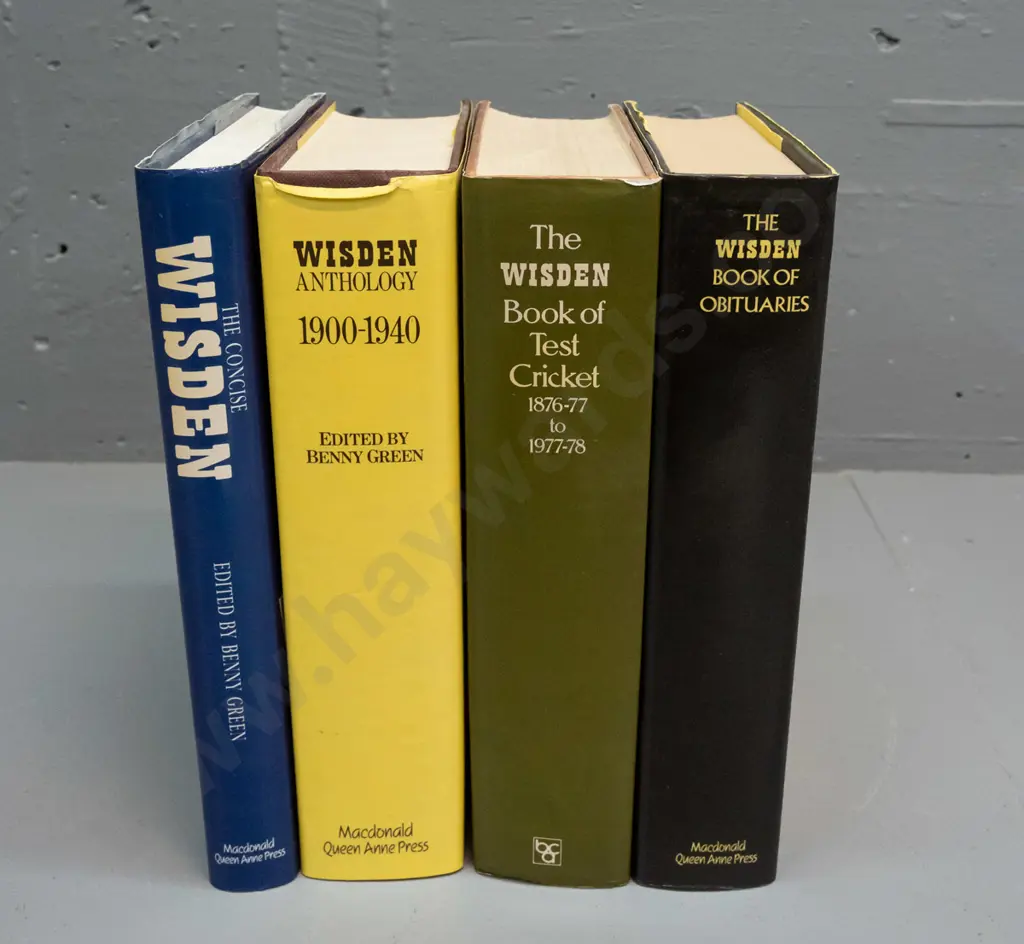 THE CONCISE
WISDEN
EDITED BY BENNY GREEN
Macdonald
Queen Anne Press
WISDEN
ANTHOLOGY
1900-1940
EDITED BY
BENNY GREEN
Macdonald
Queen Anne Press
The
WISDEN
Book of
Test
Cricket
1876-77
to
1977-78
bca
THE
WISDEN
BOOK OF
OBITUARIES
Macdonald
Queen Anne Press
www.haywards.co